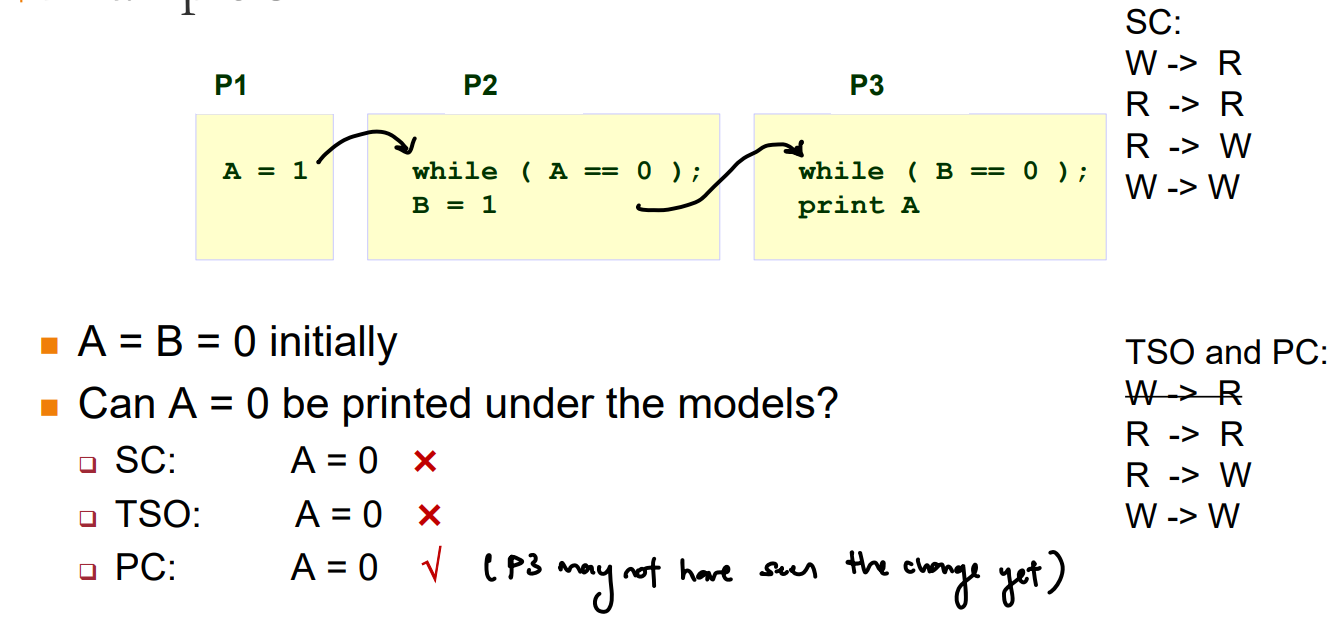 SC:
W -> R
R -> R
R -> W
W -> W
P1
A = 1
P2
while ( A == 0 );
B = 1
P3
while ( B == 0 );
print A
A = B = 0 initially
Can A = 0 be printed under the models?
SC: A = 0 ×
TSO: A = 0 ×
PC: A = 0 √ (P3 may not have seen the change yet)
TSO and PC:
W -> R
R -> R
R -> W
W -> W